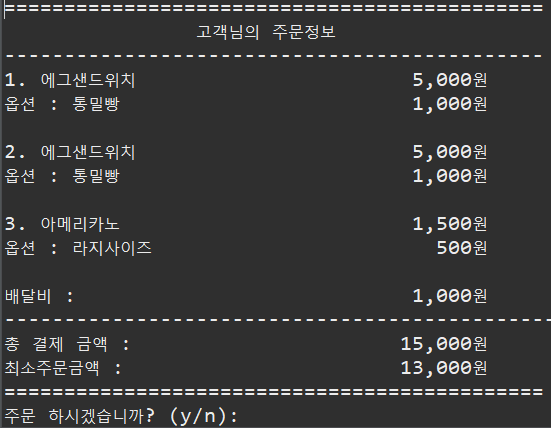 =============================================
고객님의 주문정보
---------------------------------------------
1. 에그샌드위치 5,000원
옵션 : 통밀빵 1,000원
2. 에그샌드위치 5,000원
옵션 : 통밀빵 1,000원
3. 아메리카노 1,500원
옵션 : 라지사이즈 500원
배달비 : 1,000원
----------------------------------------------
총 결제 금액 : 15,000원
최소주문금액 : 13,000원
=============================================
주문 하시겠습니까? (y/n):